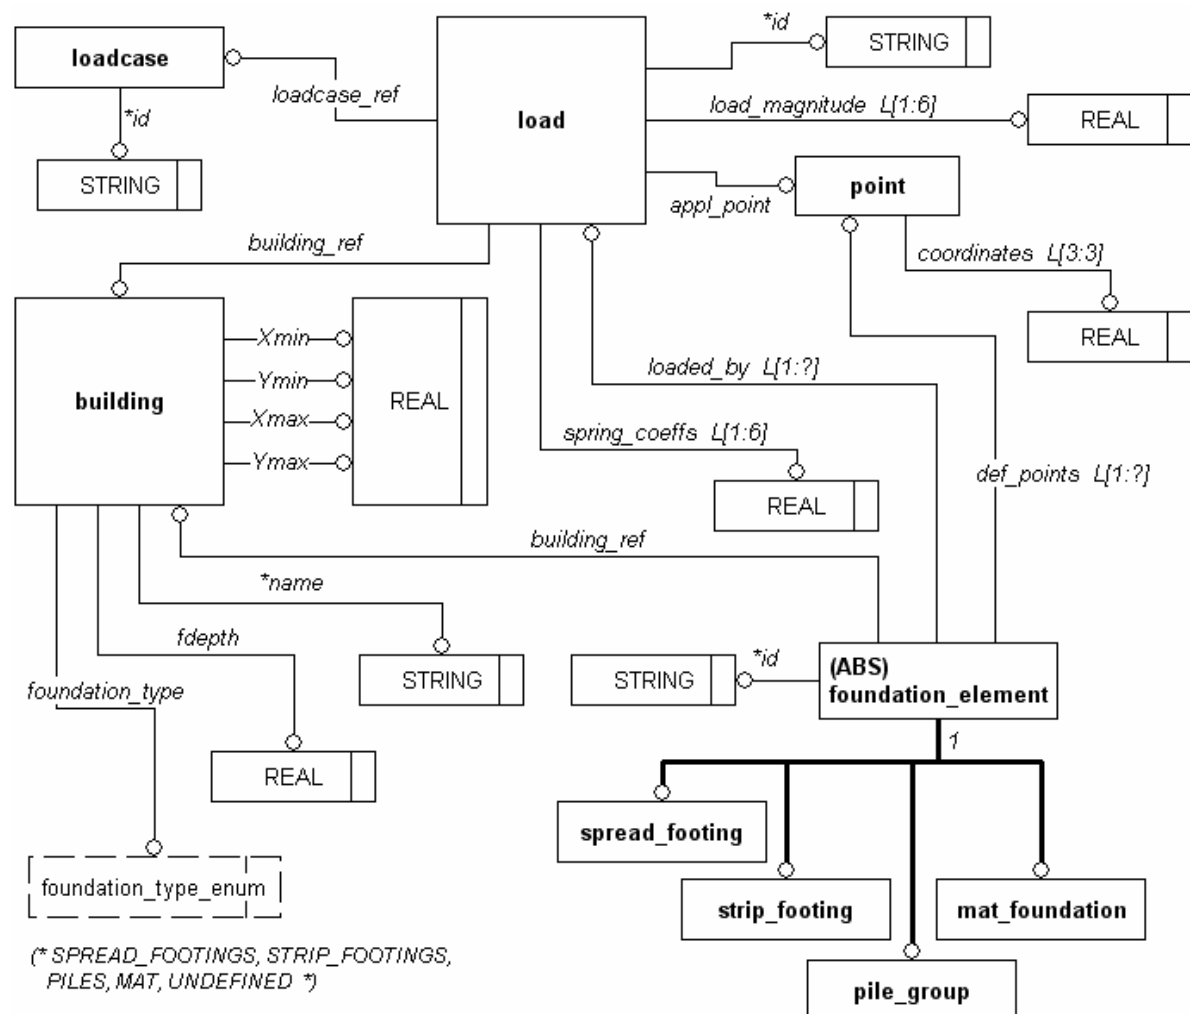 *id
STRING
loadcase
loadcase_ref
load
load_magnitude L[1:6]
REAL
*id
STRING
point
appl_point
building_ref
coordinates L[3:3]
REAL
building
Xmin
Ymin
Xmax
Ymax
REAL
loaded_by L[1:?]
spring_coeffs L[1:6]
def_points L[1:?]
REAL
building_ref
*name
fdepth
STRING
STRING
*id
(ABS)
foundation_element
foundation_type
1
REAL
spread_footing
foundation_type_enum
strip_footing
mat_foundation
(* SPREAD_FOOTINGS, STRIP_FOOTINGS,
PILES, MAT, UNDEFINED *)
pile_group